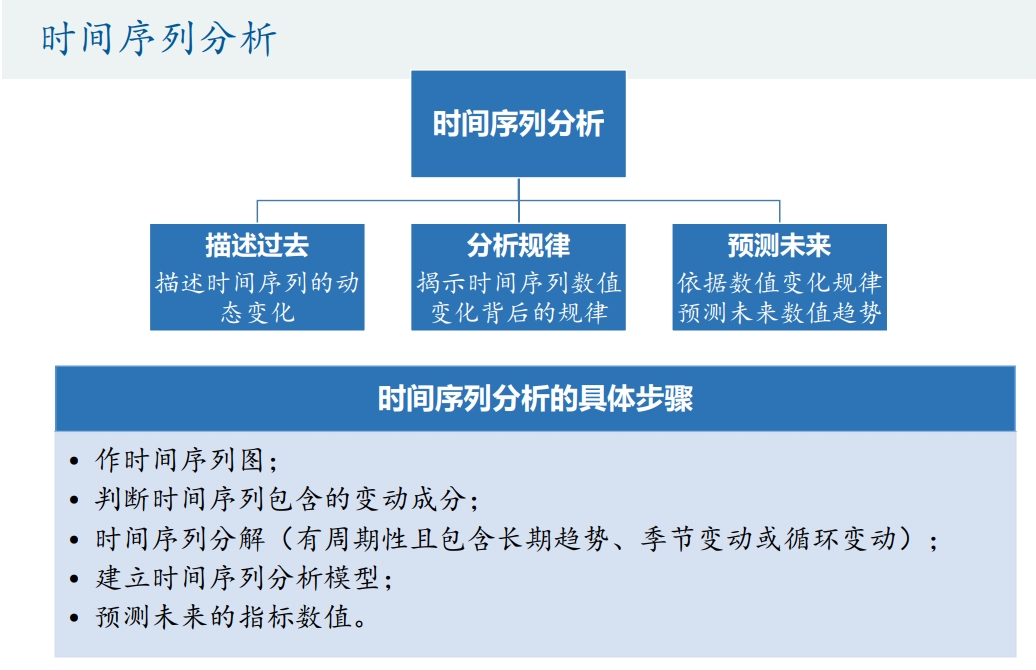 时间序列分析
时间序列分析
描述过去
描述时间序列的动
态变化
分析规律
揭示时间序列数值
变化背后的规律
预测未来
依据数值变化规律
预测未来数值趋势
时间序列分析的具体步骤
• 作时间序列图；
• 判断时间序列包含的变动成分；
• 时间序列分解（有周期性且包含长期趋势、季节变动或循环变动）；
• 建立时间序列分析模型；
• 预测未来的指标数值。